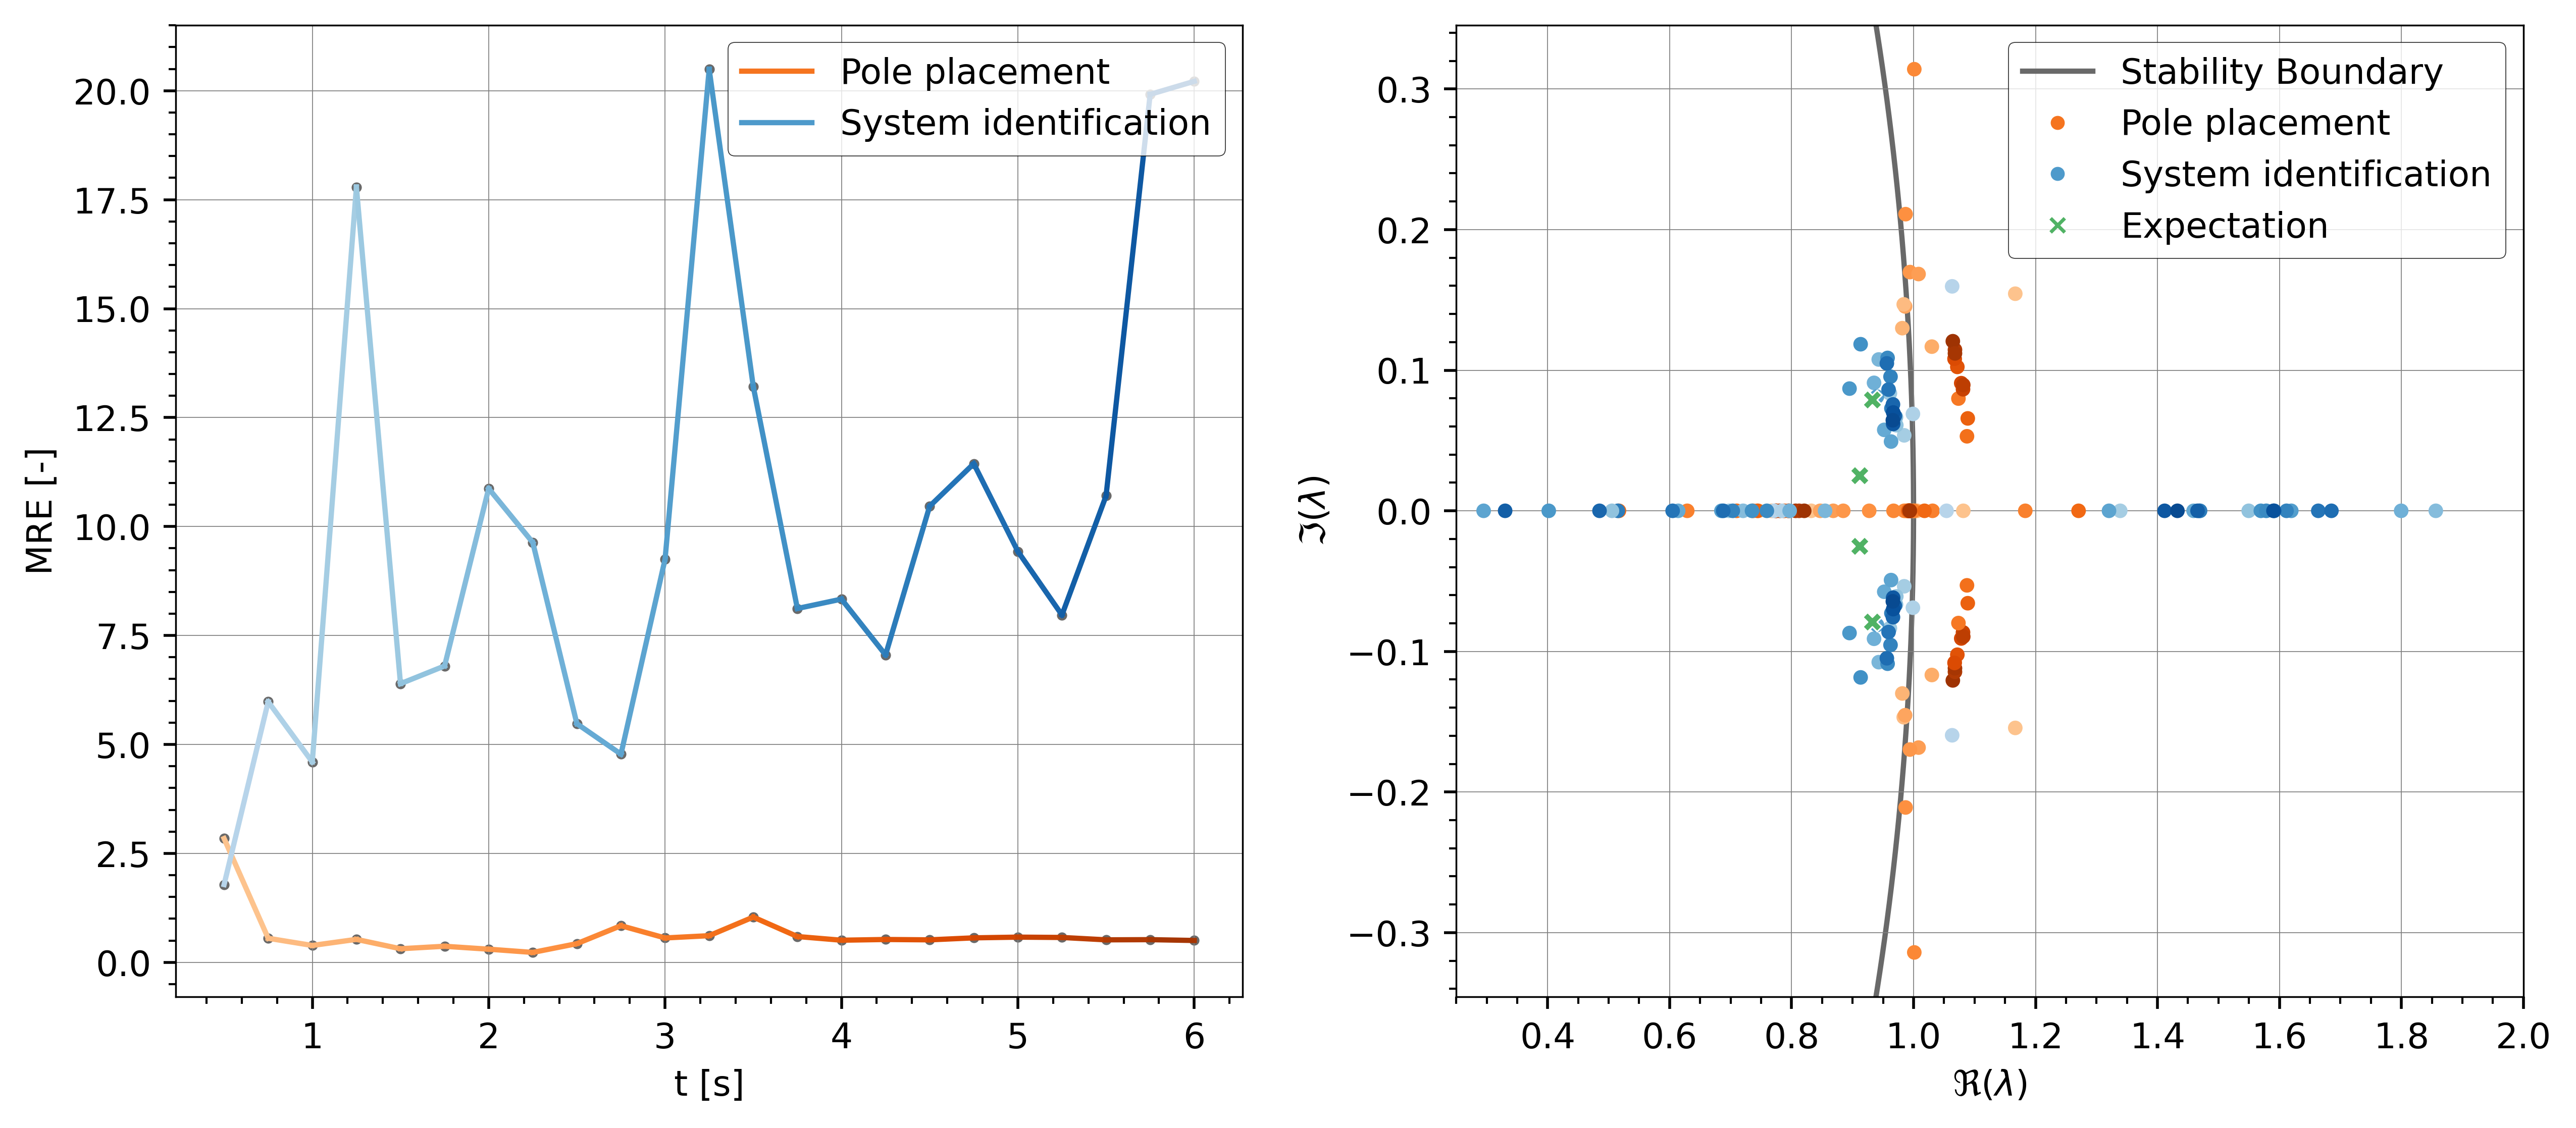 MRE [-]
20.0
17.5
15.0
12.5
10.0
7.5
5.0
2.5
0.0
1 2 3 4 5 6
t [s]
Pole placement
System identification
ℑ(λ)
0.3
0.2
0.1
0.0
−0.1
−0.2
−0.3
0.4 0.6 0.8 1.0 1.2 1.4 1.6 1.8 2.0
ℜ(λ)
Stability Boundary
Pole placement
System identification
Expectation